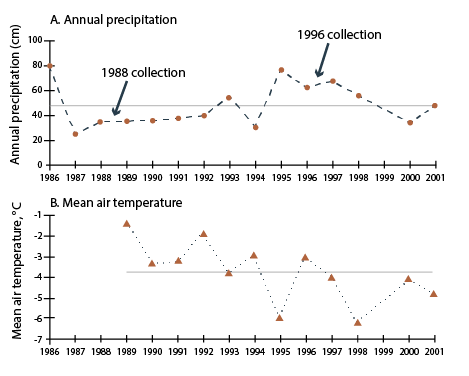 A. Annual precipitation
Annual precipitation (cm)
100
80
60
40
20
0
1988 collection
1996 collection
1986 1987 1988 1989 1990 1991 1992 1993 1994 1995 1996 1997 1998 2000 2001
B. Mean air temperature
Mean air temperature, °C
-1
-2
-3
-4
-5
-6
-7
1986 1987 1988 1989 1990 1991 1992 1993 1994 1995 1996 1997 1998 2000 2001